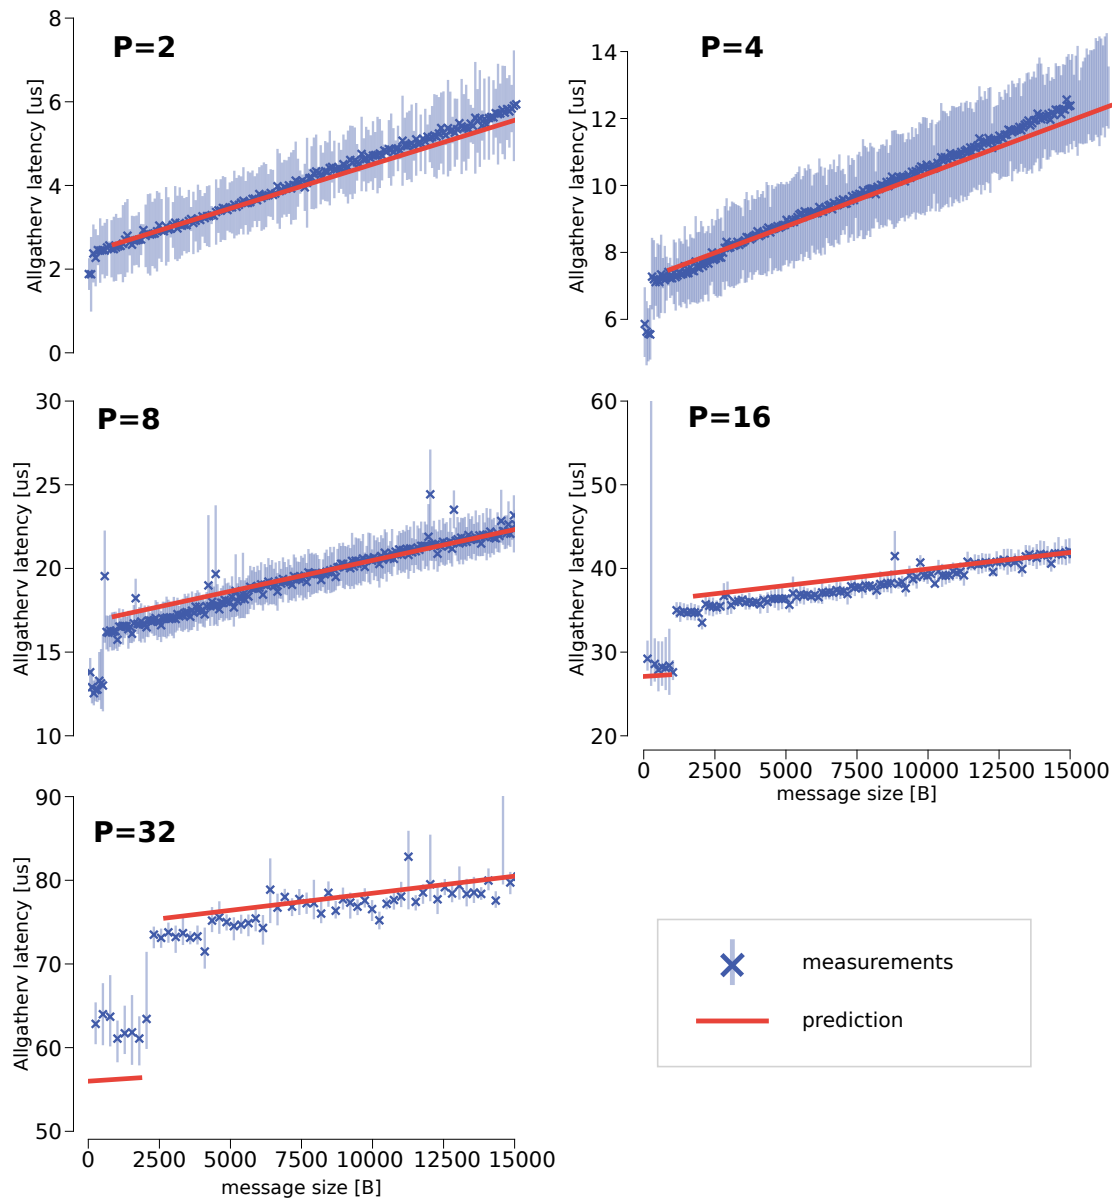 P=2
Allgatherv latency [us]
8
6
4
2
0
P=4
Allgatherv latency [us]
14
12
10
8
6
P=8
Allgatherv latency [us]
30
25
20
15
10
P=16
Allgatherv latency [us]
60
50
40
30
20
0 2500 5000 7500 10000 12500 15000
message size [B]
P=32
Allgatherv latency [us]
90
80
70
60
50
0 2500 5000 7500 10000 12500 15000
message size [B]
measurements
prediction